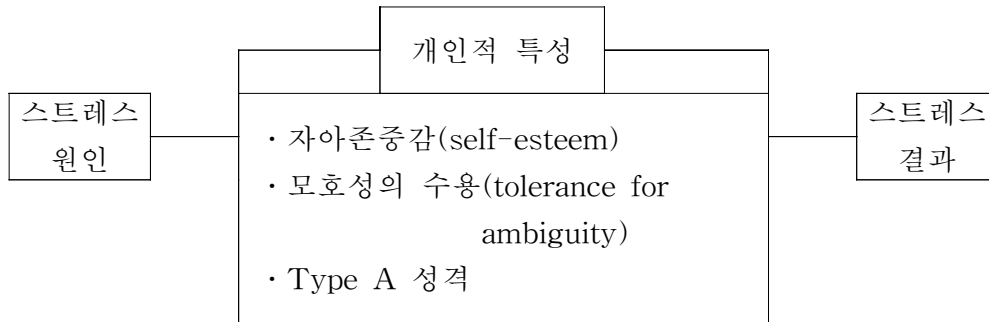 개인적 특성
스트레스
원인
· 자아존중감(self-esteem)
· 모호성의 수용(tolerance for
ambiguity)
· Type A 성격
스트레스
결과